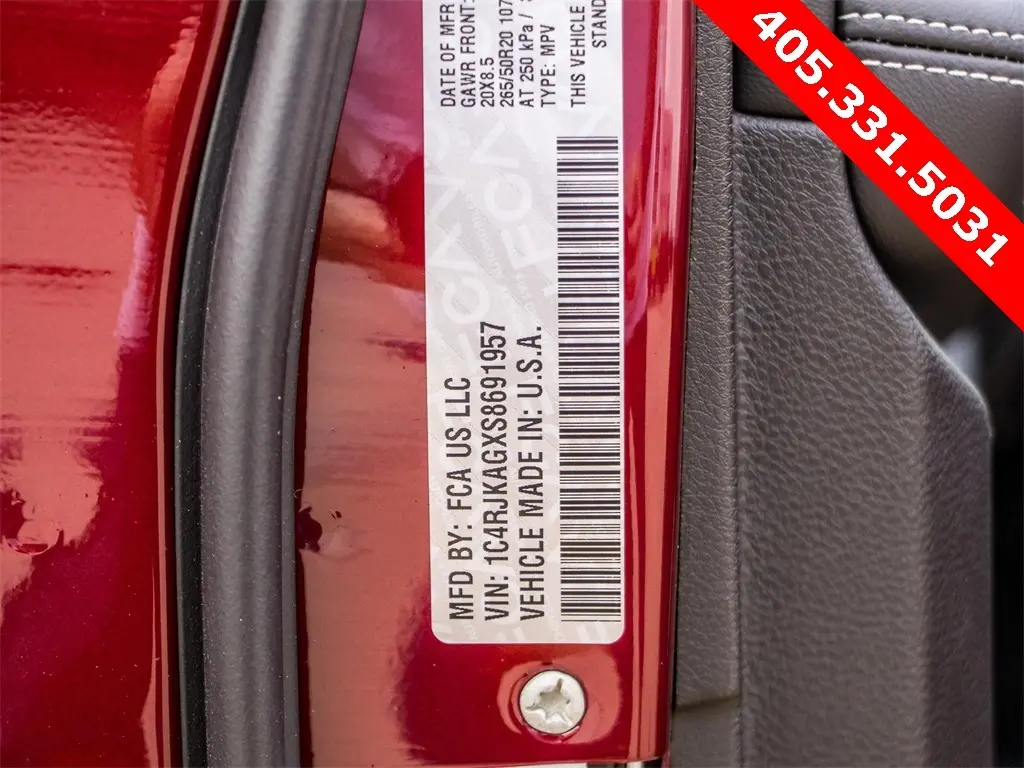 405.331.5031
MFD BY: FCA US LLC
VIN: 1C4RJKAGXS8691957
VEHICLE MADE IN: U.S.A.
DATE OF MFR
GAWR FRONT:
20X8.5
265/50R20 107
AT 250 kPa /
TYPE: MPV
THIS VEHICLE
STAND